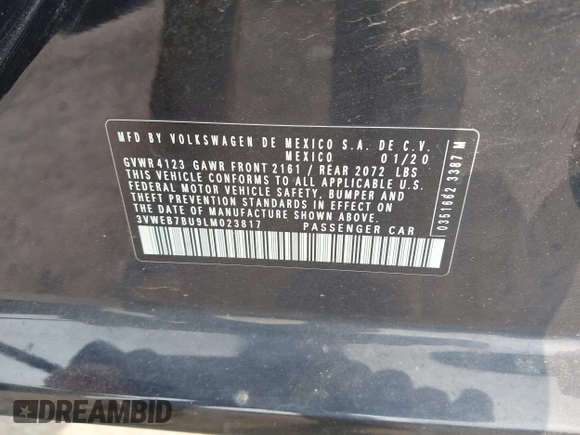 MFD BY VOLKSWAGEN DE MEXICO S.A. DE C.V.
MEXICO 01/20
GVWR 4123 GAWR FRONT 2161 / REAR 2072 LBS
THIS VEHICLE CONFORMS TO ALL APPLICABLE U.S.
FEDERAL MOTOR VEHICLE SAFETY, BUMPER AND
THEFT PREVENTION STANDARDS IN EFFECT ON
THE DATE OF MANUFACTURE SHOWN ABOVE.
3VWEB7BU9LM023817 PASSENGER CAR
0351662 3387 M
DREAMBID